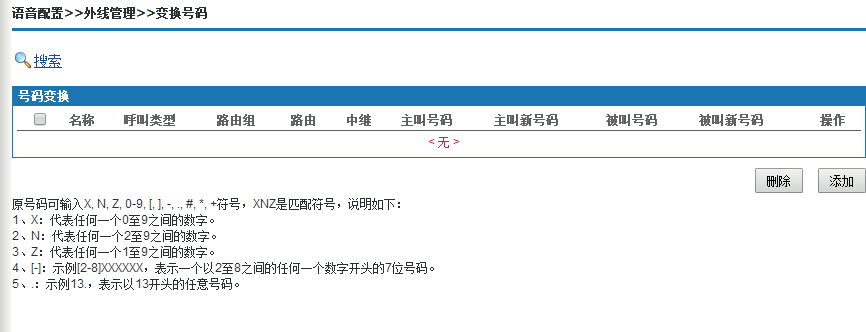 语音配置>>外线管理>>变换号码
搜索
号码变换
名称 呼叫类型 路由组 路由 中继 主叫号码 主叫新号码 被叫号码 被叫新号码 操作
< 无 >
删除 添加
原号码可输入X, N, Z, 0-9, [, ], -, ., #, *, +符号，XNZ是匹配符号，说明如下：
1、X：代表任何一个0至9之间的数字。
2、N：代表任何一个2至9之间的数字。
3、Z：代表任何一个1至9之间的数字。
4、[-]：示例[2-8]XXXXXX，表示一个以2至8之间的任何一个数字开头的7位号码。
5、.：示例13.，表示以13开头的任意号码。